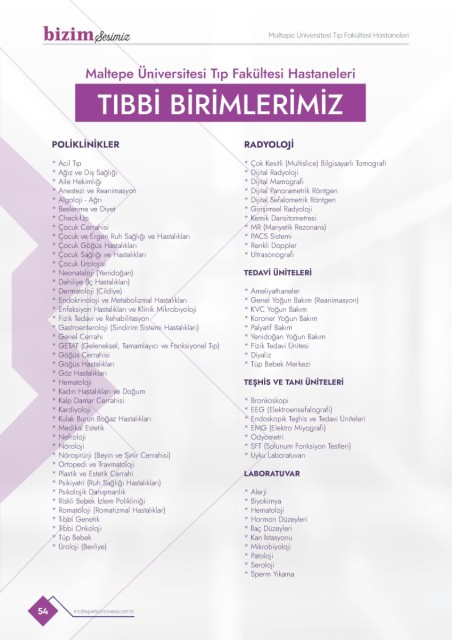 bizim Sesimiz
Maltepe Üniversitesi Tıp Fakültesi Hastaneleri
Maltepe Üniversitesi Tıp Fakültesi Hastaneleri
TIBBİ BİRİMLERİMİZ
POLİKLİNİKLER
* Acil Tıp
* Ağız ve Diş Sağlığı
* Aile Hekimliği
* Anestezi ve Reanimasyon
* Algoloji - Ağrı
* Beslenme ve Diyet
* Check-Up
* Çocuk Cerrahisi
* Çocuk ve Ergen Ruh Sağlığı ve Hastalıkları
* Çocuk Göğüs Hastalıkları
* Çocuk Sağlığı ve Hastalıkları
* Çocuk Ürolojisi
* Neonataloji (Yenidoğan)
* Dahiliye (İç Hastalıkları)
* Dermatoloji (Cildiye)
* Endokrinoloji ve Metabolizmal Hastalıkları
* Enfeksiyon Hastalıkları ve Klinik Mikrobiyoloji
* Fizik Tedavi ve Rehabilitasyon
* Gastroenteroloji (Sindirim Sistemi Hastalıkları)
* Genel Cerrahi
* GETAT (Geleneksel, Tamamlayıcı ve Fonksiyonel Tıp)
* Göğüs Cerrahisi
* Göğüs Hastalıkları
* Göz Hastalıkları
* Hematoloji
* Kadın Hastalıkları ve Doğum
* Kalp Damar Cerrahisi
* Kardiyoloji
* Kulak Burun Boğaz Hastalıkları
* Medikal Estetik
* Nefroloji
* Nöroloji
* Nöroşirürji (Beyin ve Sinir Cerrahisi)
* Ortopedi ve Travmatoloji
* Plastik ve Estetik Cerrahi
* Psikiyatri (Ruh Sağlığı Hastalıkları)
* Psikolojik Danışmanlık
* Riskli Bebek İzlem Polikliniği
* Romatoloji (Romatizmal Hastalıklar)
* Tıbbi Genetik
* Tıbbi Onkoloji
* Tüp Bebek
* Üroloji (Bevliye)
RADYOLOJİ
* Çok Kesitli (Multislice) Bilgisayarlı Tomografi
* Dijital Radyoloji
* Dijital Mamografi
* Dijital Panorametrik Röntgen
* Dijital Sefalometrik Röntgen
* Girişimsel Radyoloji
* Kemik Dansitometresi
* MR (Manyetik Rezonans)
* PACS Sistemi
* Renkli Doppler
* Ultrasonografi
TEDAVİ ÜNİTELERİ
* Ameliyathaneler
* Genel Yoğun Bakım (Reanimasyon)
* KVC Yoğun Bakım
* Koroner Yoğun Bakım
* Palyatif Bakım
* Yenidoğan Yoğun Bakım
* Fizik Tedavi Ünitesi
* Diyaliz
* Tüp Bebek Merkezi
TEŞHİS VE TANI ÜNİTELERİ
* Bronkoskopi
* EEG (Elektroensefalografi)
* Endoskopik Teşhis ve Tedavi Üniteleri
* EMG (Elektro Miyografi)
* Odyometri
* SFT (Solunum Fonksiyon Testleri)
* Uyku Laboratuvarı
LABORATUVAR
* Alerji
* Biyokimya
* Hematoloji
* Hormon Düzeyleri
* İlaç Düzeyleri
* Kan İstasyonu
* Mikrobiyoloji
* Patoloji
* Seroloji
* Sperm Yıkama
54